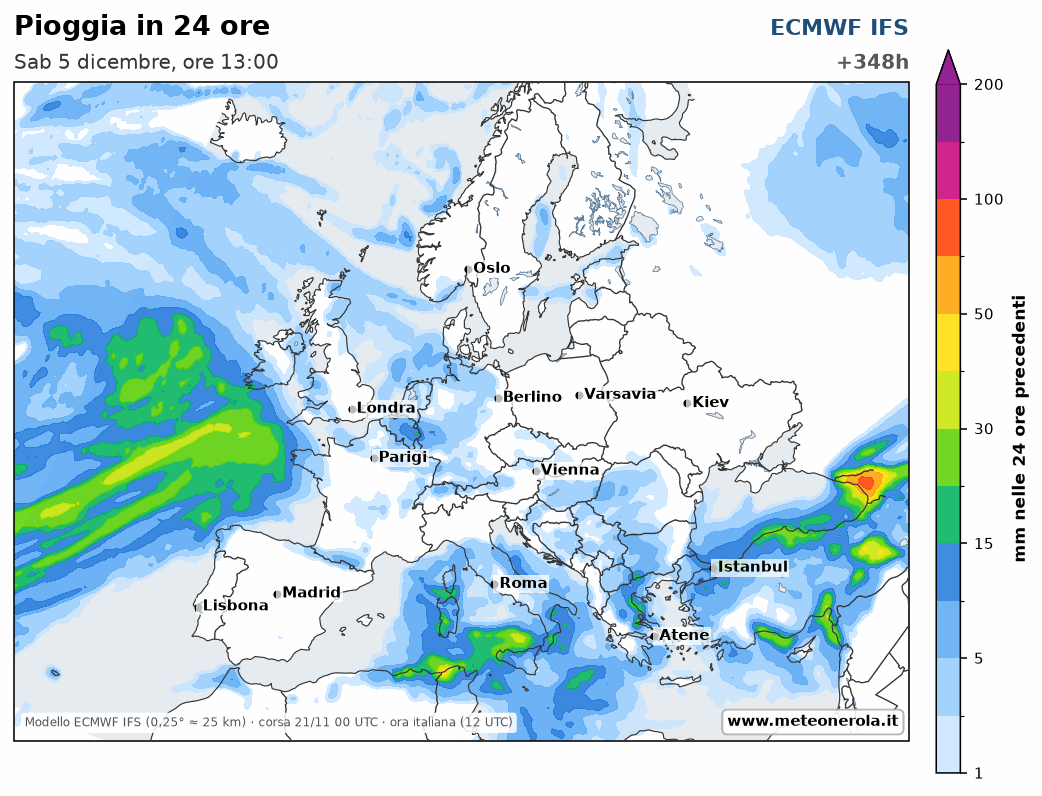 Pioggia in 24 ore
ECMWF IFS
Sab 5 dicembre, ore 13:00
+348h
200
100
50
30
15
5
1
mm nelle 24 ore precedenti
Oslo
Londra
Berlino
Varsavia
Kiev
Parigi
Vienna
Istanbul
Roma
Madrid
Lisbona
Atene
Modello ECMWF IFS (0,25° ≈ 25 km) · corsa 21/11 00 UTC · ora italiana (12 UTC)
www.meteonerola.it